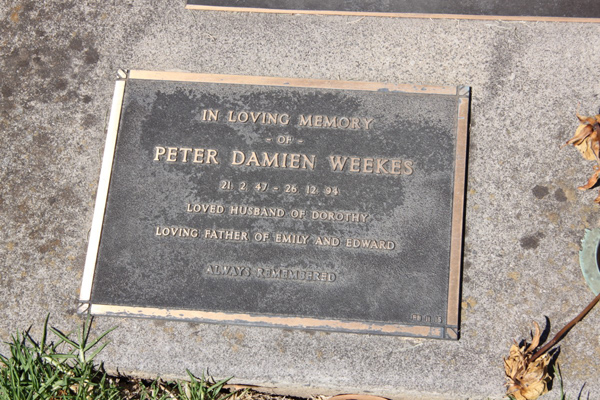 IN LOVING MEMORY
- OF -
PETER DAMIEN WEEKES
21 2 47 - 26 12 94
LOVED HUSBAND OF DOROTHY
LOVING FATHER OF EMILY AND EDWARD
ALWAYS REMEMBERED